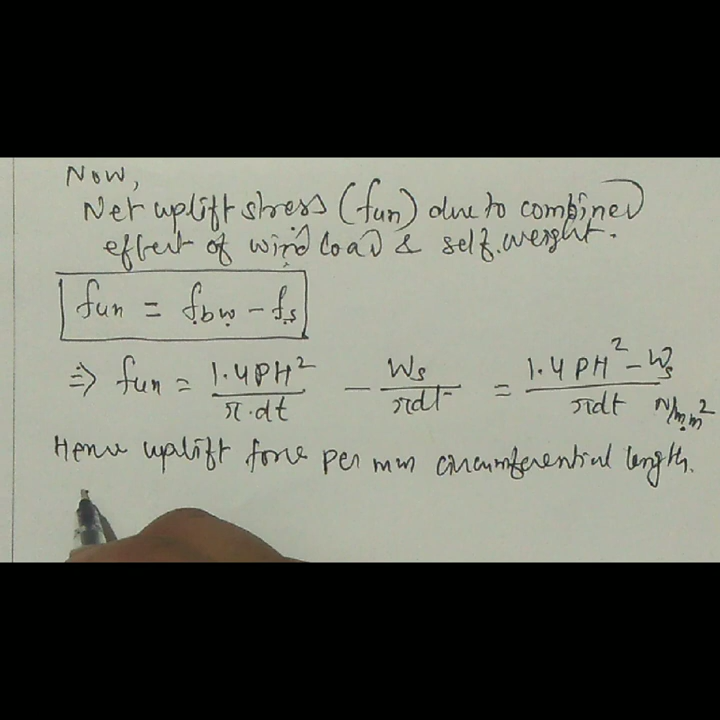 Now,
Net uplift stress (fun) due to combined
effect of wind load & self.weight.
fun = fbw - fs
⇒ fun = 1.4PH² / π.dt - Ws / πdt = 1.4PH² - Ws / πdt N/mm²
Hence uplift force per mm circumferential length.